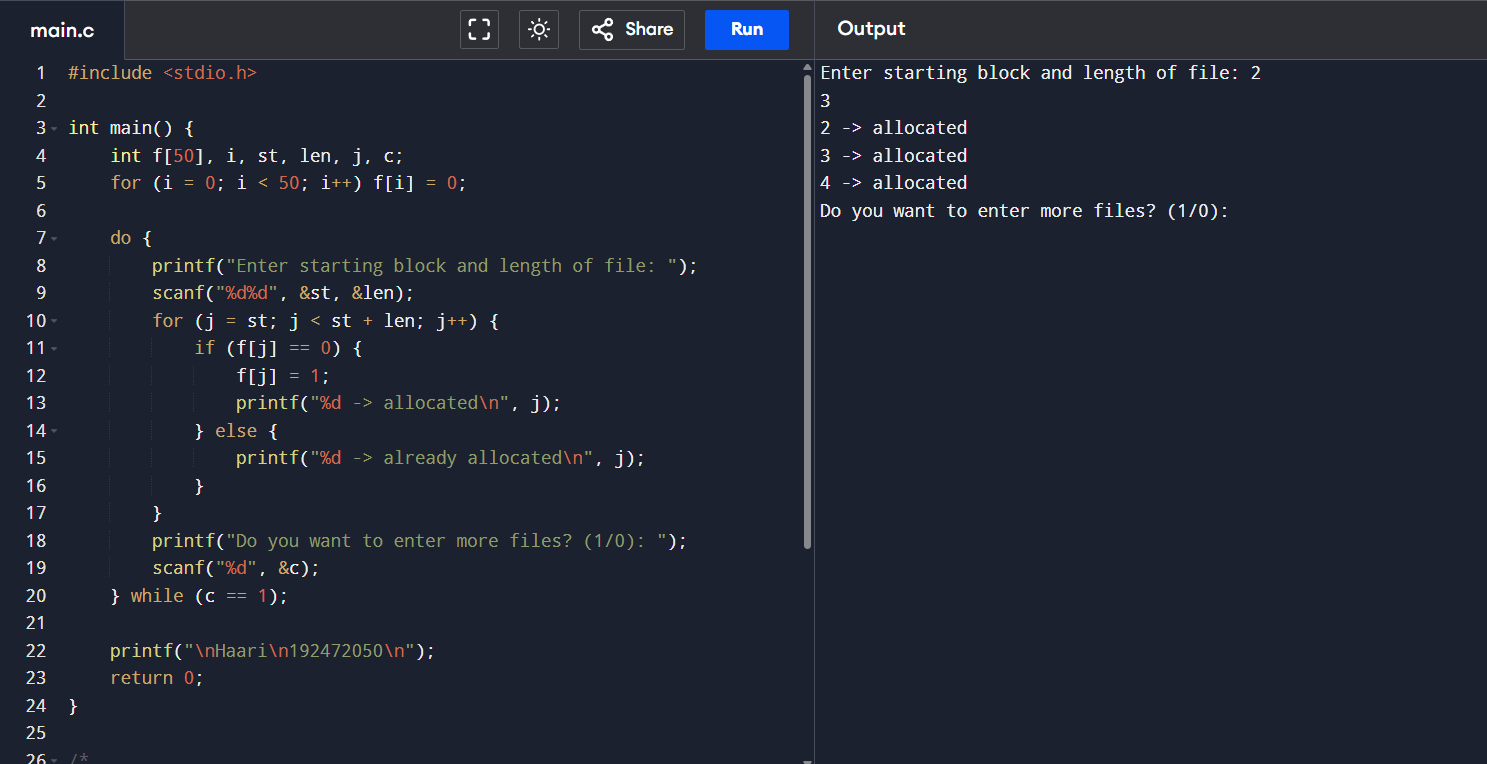 main.c
Share
Run
Output
1 #include <stdio.h>
2
3 int main() {
4     int f[50], i, st, len, j, c;
5     for (i = 0; i < 50; i++) f[i] = 0;
6
7     do {
8         printf("Enter starting block and length of file: ");
9         scanf("%d%d", &st, &len);
10         for (j = st; j < st + len; j++) {
11             if (f[j] == 0) {
12                 f[j] = 1;
13                 printf("%d -> allocated\n", j);
14             } else {
15                 printf("%d -> already allocated\n", j);
16             }
17         }
18         printf("Do you want to enter more files? (1/0): ");
19         scanf("%d", &c);
20     } while (c == 1);
21
22     printf("\nHaari\n192472050\n");
23     return 0;
24 }
25
26 /*
Enter starting block and length of file: 2
3
2 -> allocated
3 -> allocated
4 -> allocated
Do you want to enter more files? (1/0):